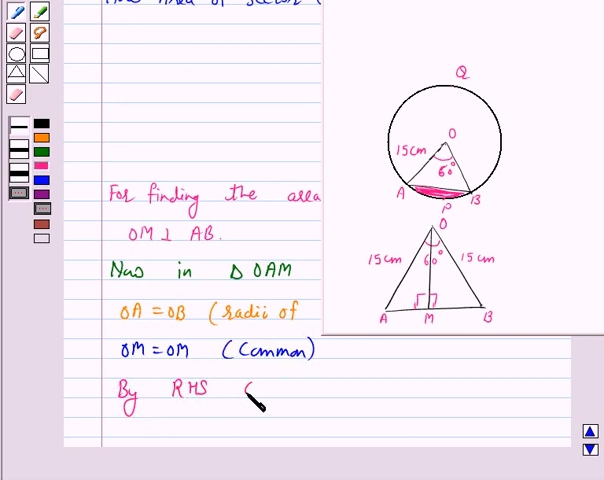 Q
O
15cm
60°
A
B
P
For finding the area
OM ⊥ AB.
O
Now in Δ OAM
15cm
60°
15cm
OA = OB (radii of
A
M
B
OM = OM (Common)
By RHS C